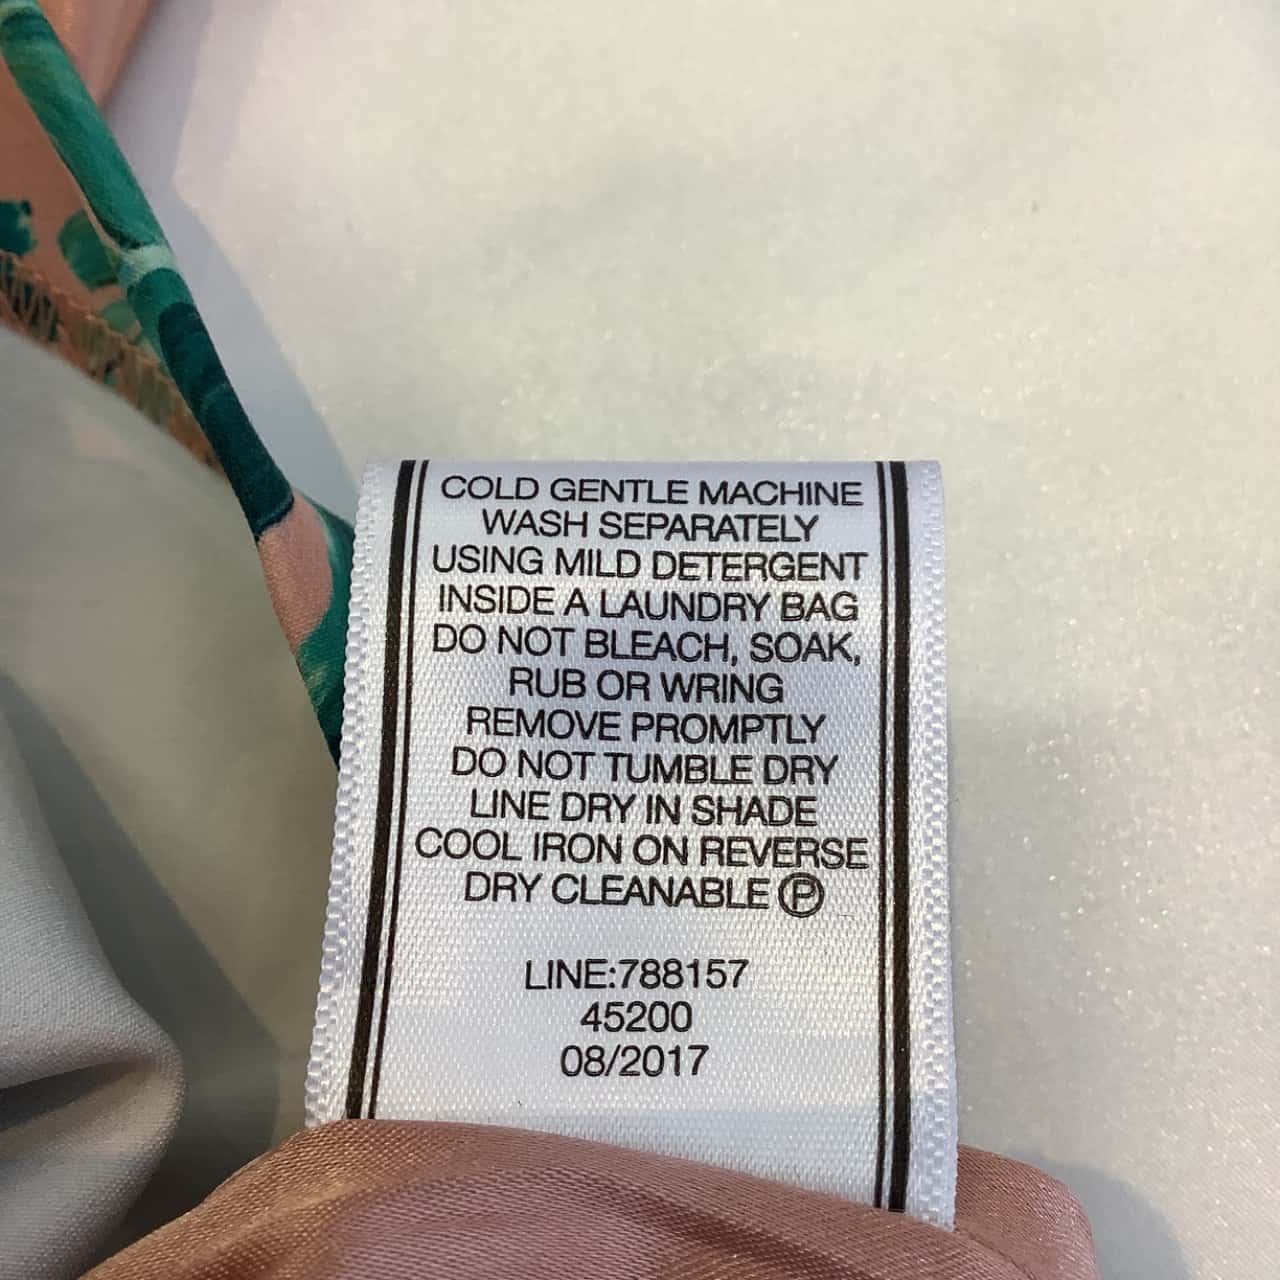 COLD GENTLE MACHINE
WASH SEPARATELY
USING MILD DETERGENT
INSIDE A LAUNDRY BAG
DO NOT BLEACH, SOAK,
RUB OR WRING
REMOVE PROMPTLY
DO NOT TUMBLE DRY
LINE DRY IN SHADE
COOL IRON ON REVERSE
DRY CLEANABLE Ⓟ
LINE:788157
45200
08/2017